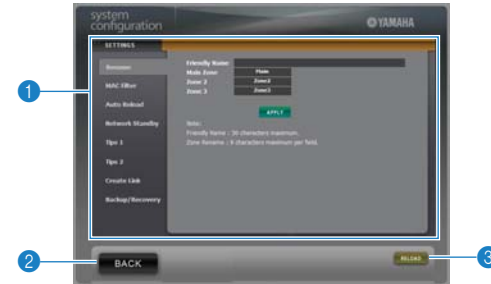 system
configuration
YAMAHA
SETTINGS
Rename
MAC Filter
Auto Reload
Network Standby
Tips 1
Tips 2
Create Link
Backup/Recovery
Friendly Name
Main Zone Main
Zone 2 Zone2
Zone 3 Zone3
APPLY
Note:
Friendly Name : 30 characters maximum.
Zone Rename : 9 characters maximum per field.
1
2
BACK
RELOAD
3